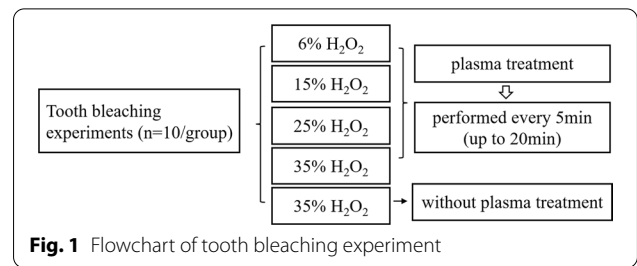 Tooth bleaching
experiments (n=10/group)
6% H₂O₂
15% H₂O₂
25% H₂O₂
35% H₂O₂
35% H₂O₂
plasma treatment
performed every 5min
(up to 20min)
without plasma treatment
Fig. 1 Flowchart of tooth bleaching experiment